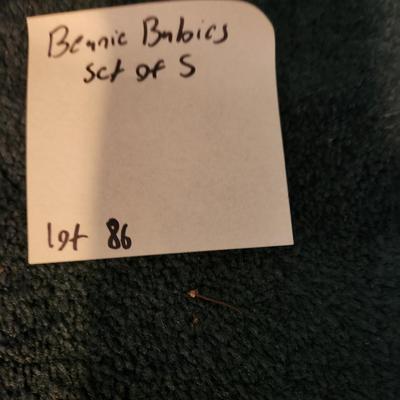 Beanie Babies
set of 5
lot 86